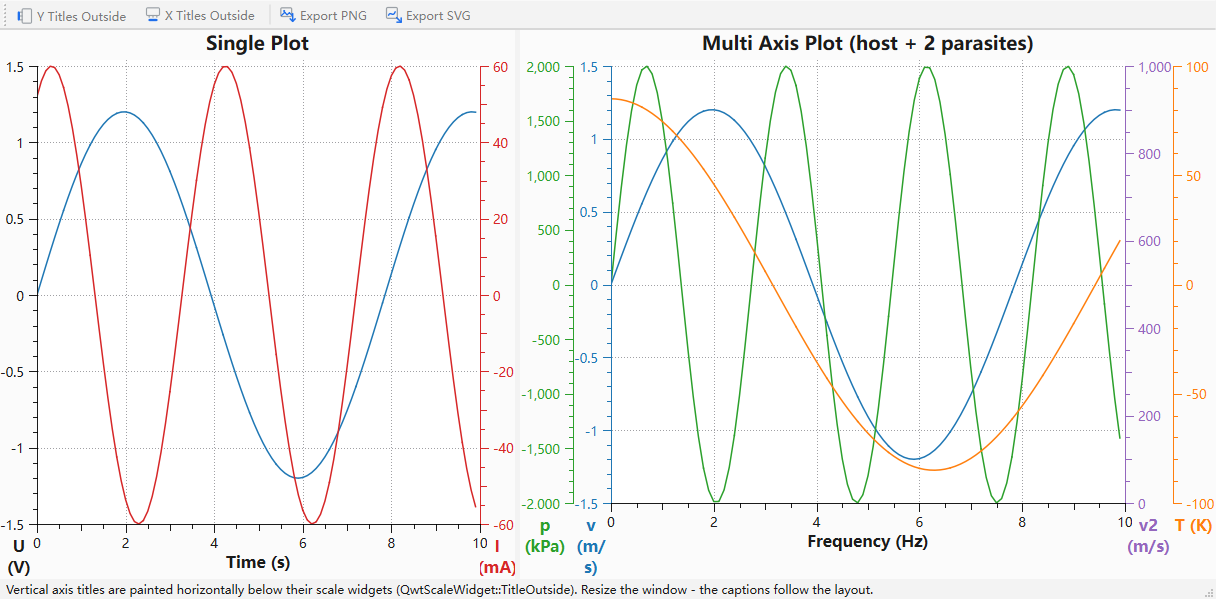 Y Titles Outside X Titles Outside Export PNG Export SVG
Single Plot
1.5
1
0.5
0
-0.5
-1
-1.5
60
40
20
0
-20
-40
-60
0 2 4 6 8 10
U
(V)
Time (s)
I
(mA)
Multi Axis Plot (host + 2 parasites)
2,000
1,500
1,000
500
0
-500
-1,000
-1,500
-2,000
1.5
1
0.5
0
-0.5
-1
-1.5
1,000
800
600
400
200
0
100
50
0
-50
-100
0 2 4 6 8 10
p
(kPa)
v
(m/
s)
Frequency (Hz)
v2
(m/s)
T (K)
Vertical axis titles are painted horizontally below their scale widgets (QwtScaleWidget::TitleOutside). Resize the window - the captions follow the layout.